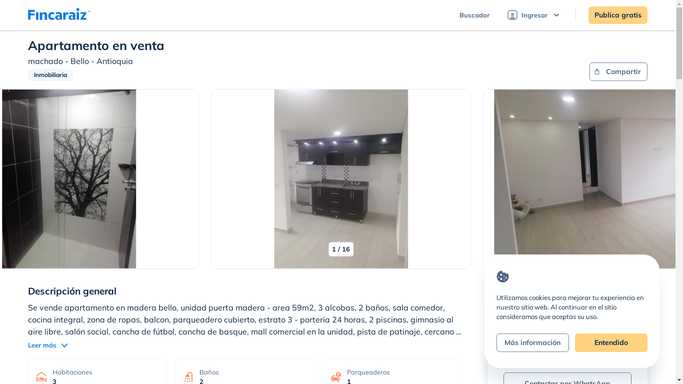 Fincaraiz
Buscador
Ingresar
Publica gratis
Apartamento en venta
machado - Bello - Antioquia
Inmobiliaria
Compartir
1 / 16
Descripción general
Se vende apartamento en madera bello, unidad puerta madera - area 59m2, 3 alcobas, 2 baños, sala comedor,
cocina integral, zona de ropas, balcon, parqueadero cubierto, estrato 3 - parteria 24 horas, 2 piscinas, gimnasio al
aire libre, salón social, cancha de fútbol, cancha de basque, mall comercial en la unidad, pista de patinaje, cercano ...
Leer más
Habitaciones
3
Baños
2
Parqueaderos
1
Utilizamos cookies para mejorar tu experiencia en
nuestro sitio web. Al continuar en el sitio
consideramos que aceptas su uso.
Más información
Entendido
Contactar por WhatsApp